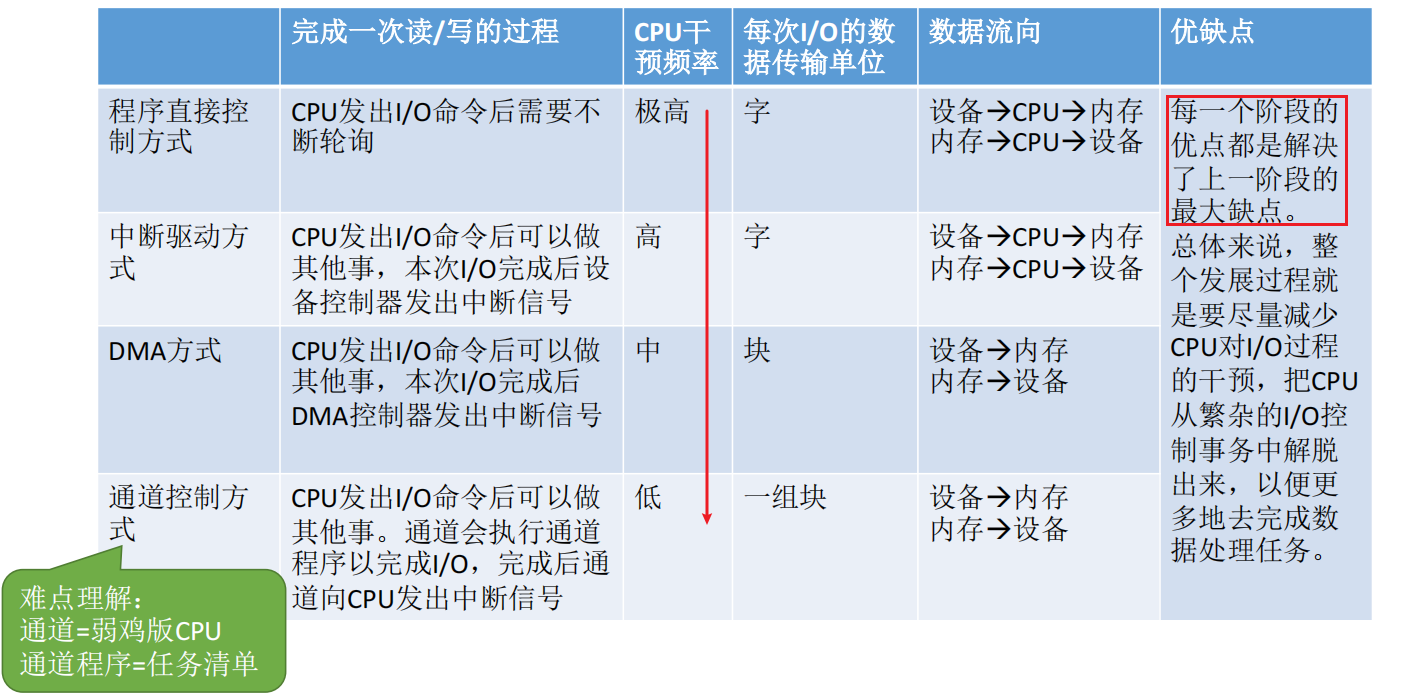 完成一次读/写的过程
CPU干
预频率
每次I/O的数
据传输单位
数据流向
优缺点
程序直接控
制方式
CPU发出I/O命令后需要不
断轮询
极高
字
设备→CPU→内存
内存→CPU→设备
每一个阶段的
优点都是解决
了上一阶段的
最大缺点。
总体来说，整
个发展过程就
是要尽量减少
CPU对I/O过程
的干预，把CPU
从繁杂的I/O控
制事务中解脱
出来，以便更
多地去完成数
据处理任务。
中断驱动方
式
CPU发出I/O命令后可以做
其他事，本次I/O完成后设
备控制器发出中断信号
高
字
设备→CPU→内存
内存→CPU→设备
DMA方式
CPU发出I/O命令后可以做
其他事，本次I/O完成后
DMA控制器发出中断信号
中
块
设备→内存
内存→设备
通道控制方
式
CPU发出I/O命令后可以做
其他事。通道会执行通道
程序以完成I/O，完成后通
道向CPU发出中断信号
低
一组块
设备→内存
内存→设备
难点理解：
通道=弱鸡版CPU
通道程序=任务清单